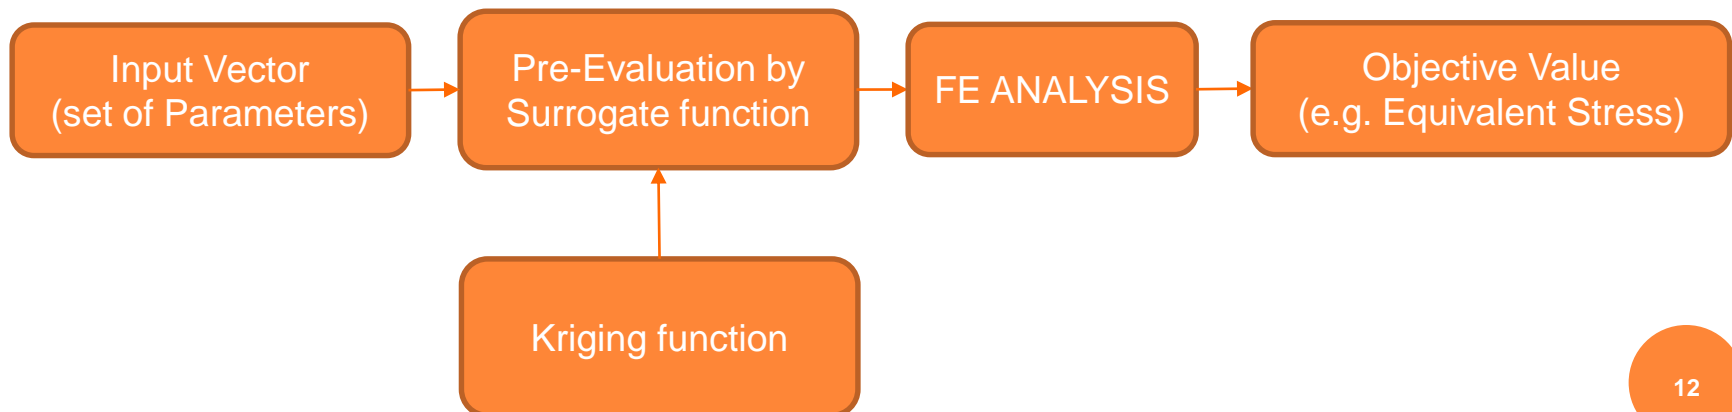 Input Vector
(set of Parameters)
Pre-Evaluation by
Surrogate function
FE ANALYSIS
Objective Value
(e.g. Equivalent Stress)
Kriging function
12